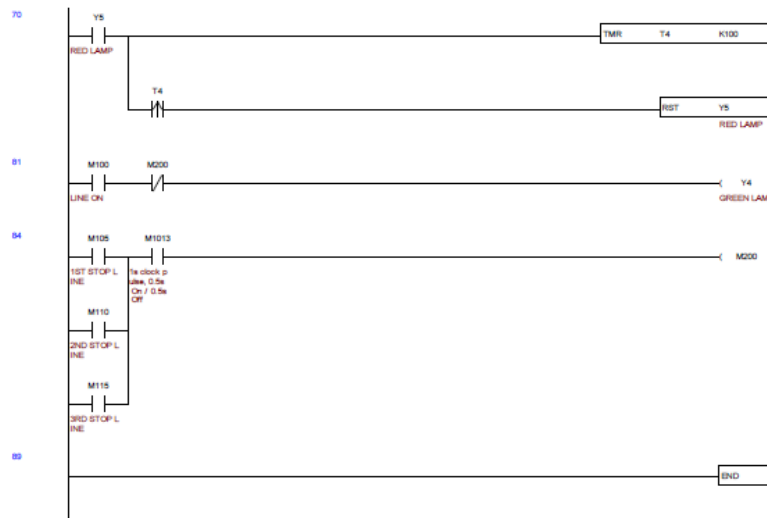 70
Y5
RED LAMP
TMR T4 K100
T4
RST Y5
RED LAMP
81
M100 M200
LINE ON
Y4
GREEN LAM
84
M105 M1013
M200
1ST STOP L
INE
1s clock p
ulse, 0.5s
On / 0.5s
Off
M110
2ND STOP L
INE
M115
3RD STOP L
INE
89
END